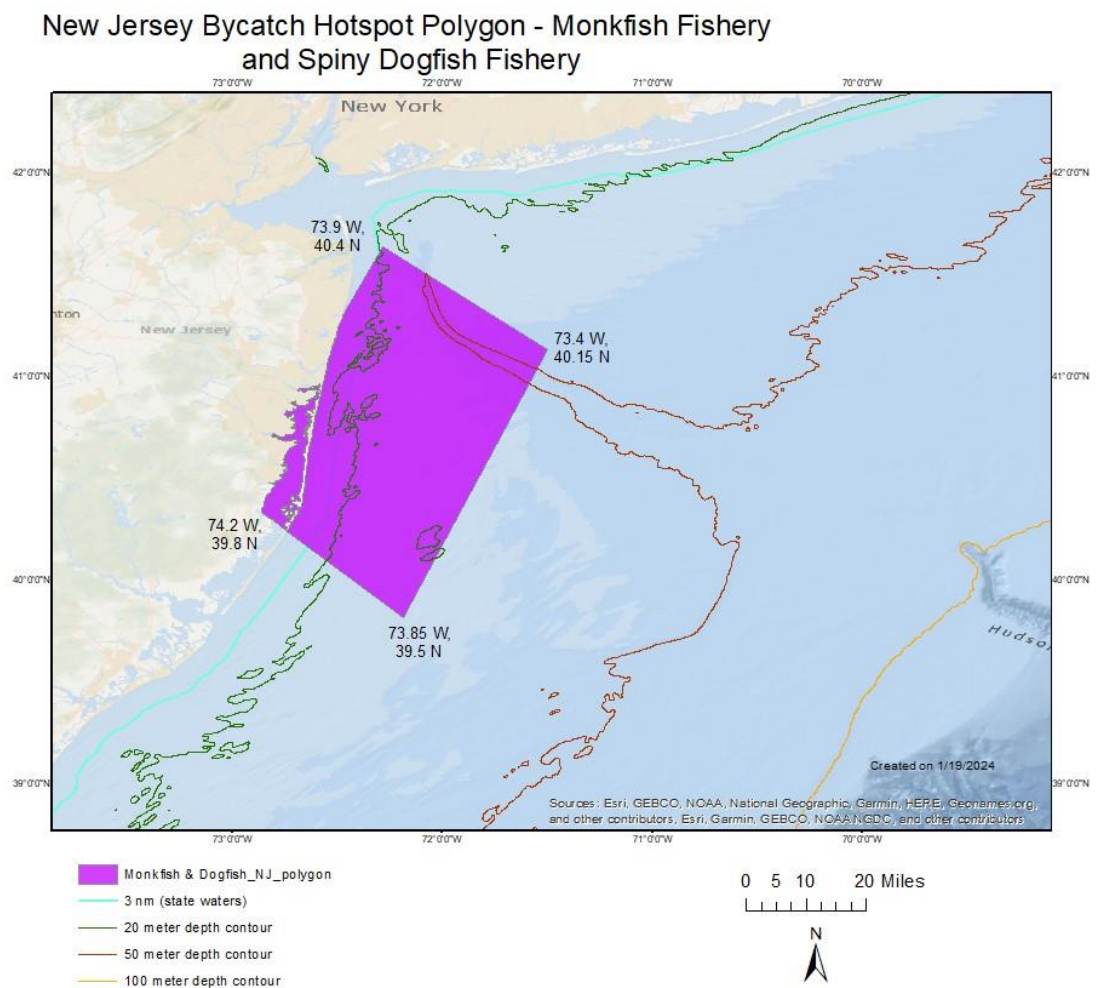 New Jersey Bycatch Hotspot Polygon - Monkfish Fishery
and Spiny Dogfish Fishery
73°0'0"W
72°0'0"W
71°0'0"W
70°0'0"W
New York
42°0'0"N
42°0'0"N
73.9 W,
40.4 N
ton
New Jersey
73.4 W,
40.15 N
41°0'0"N
41°0'0"N
74.2 W,
39.8 N
40°0'0"N
40°0'0"N
73.85 W,
39.5 N
Hudson
39°0'0"N
39°0'0"N
Created on 1/19/2024
Sources: Esri, GEBCO, NOAA, National Geographic, Garmin, HERE, Geonames.org,
and other contributors, Esri, Garmin, GEBCO, NOAA NGDC, and other contributors
73°0'0"W
72°0'0"W
71°0'0"W
70°0'0"W
Monkfish & Dogfish_NJ_polygon
3 nm (state waters)
20 meter depth contour
50 meter depth contour
100 meter depth contour
0 5 10 20 Miles
N